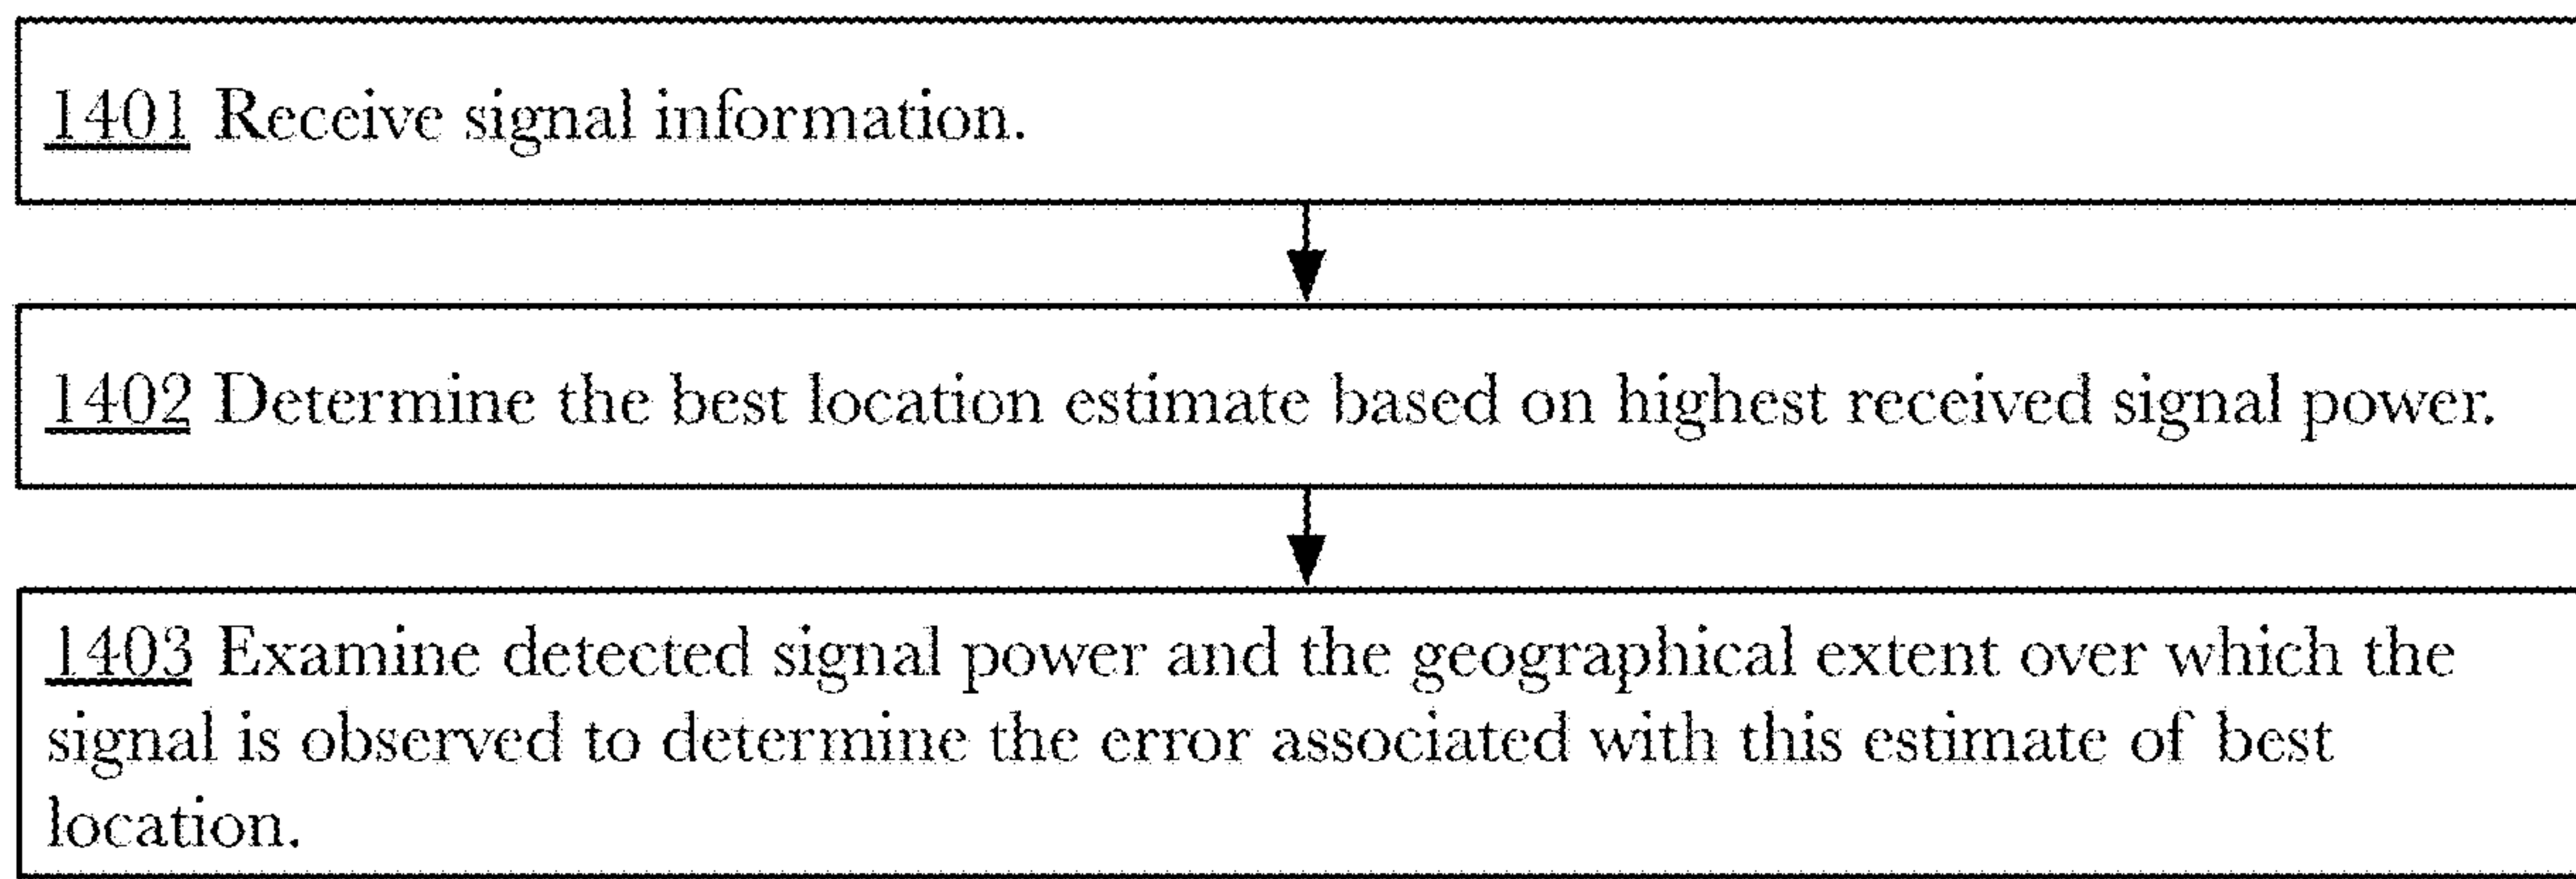 1401 Receive signal information.
1402 Determine the best location estimate based on highest received signal power.
1403 Examine detected signal power and the geographical extent over which the
signal is observed to determine the error associated with this estimate of best
location.